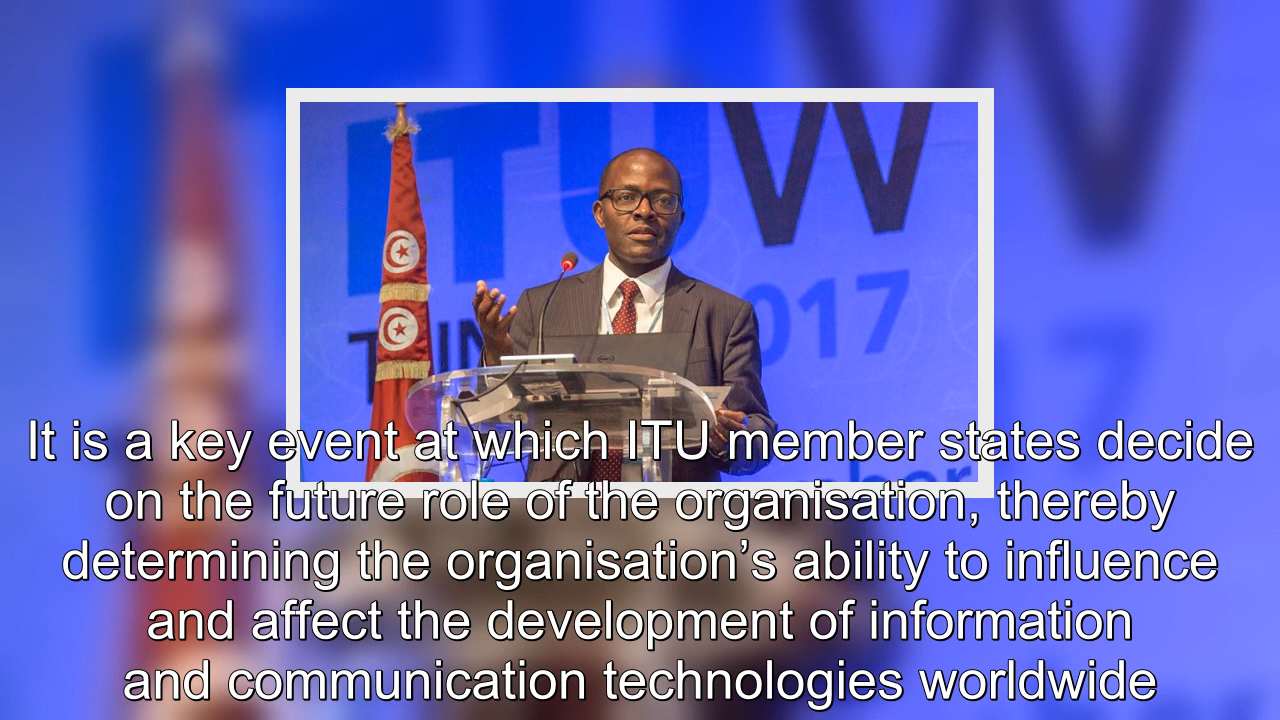 ITUW
2017
It is a key event at which ITU member states decide
on the future role of the organisation, thereby
determining the organisation’s ability to influence
and affect the development of information
and communication technologies worldwide